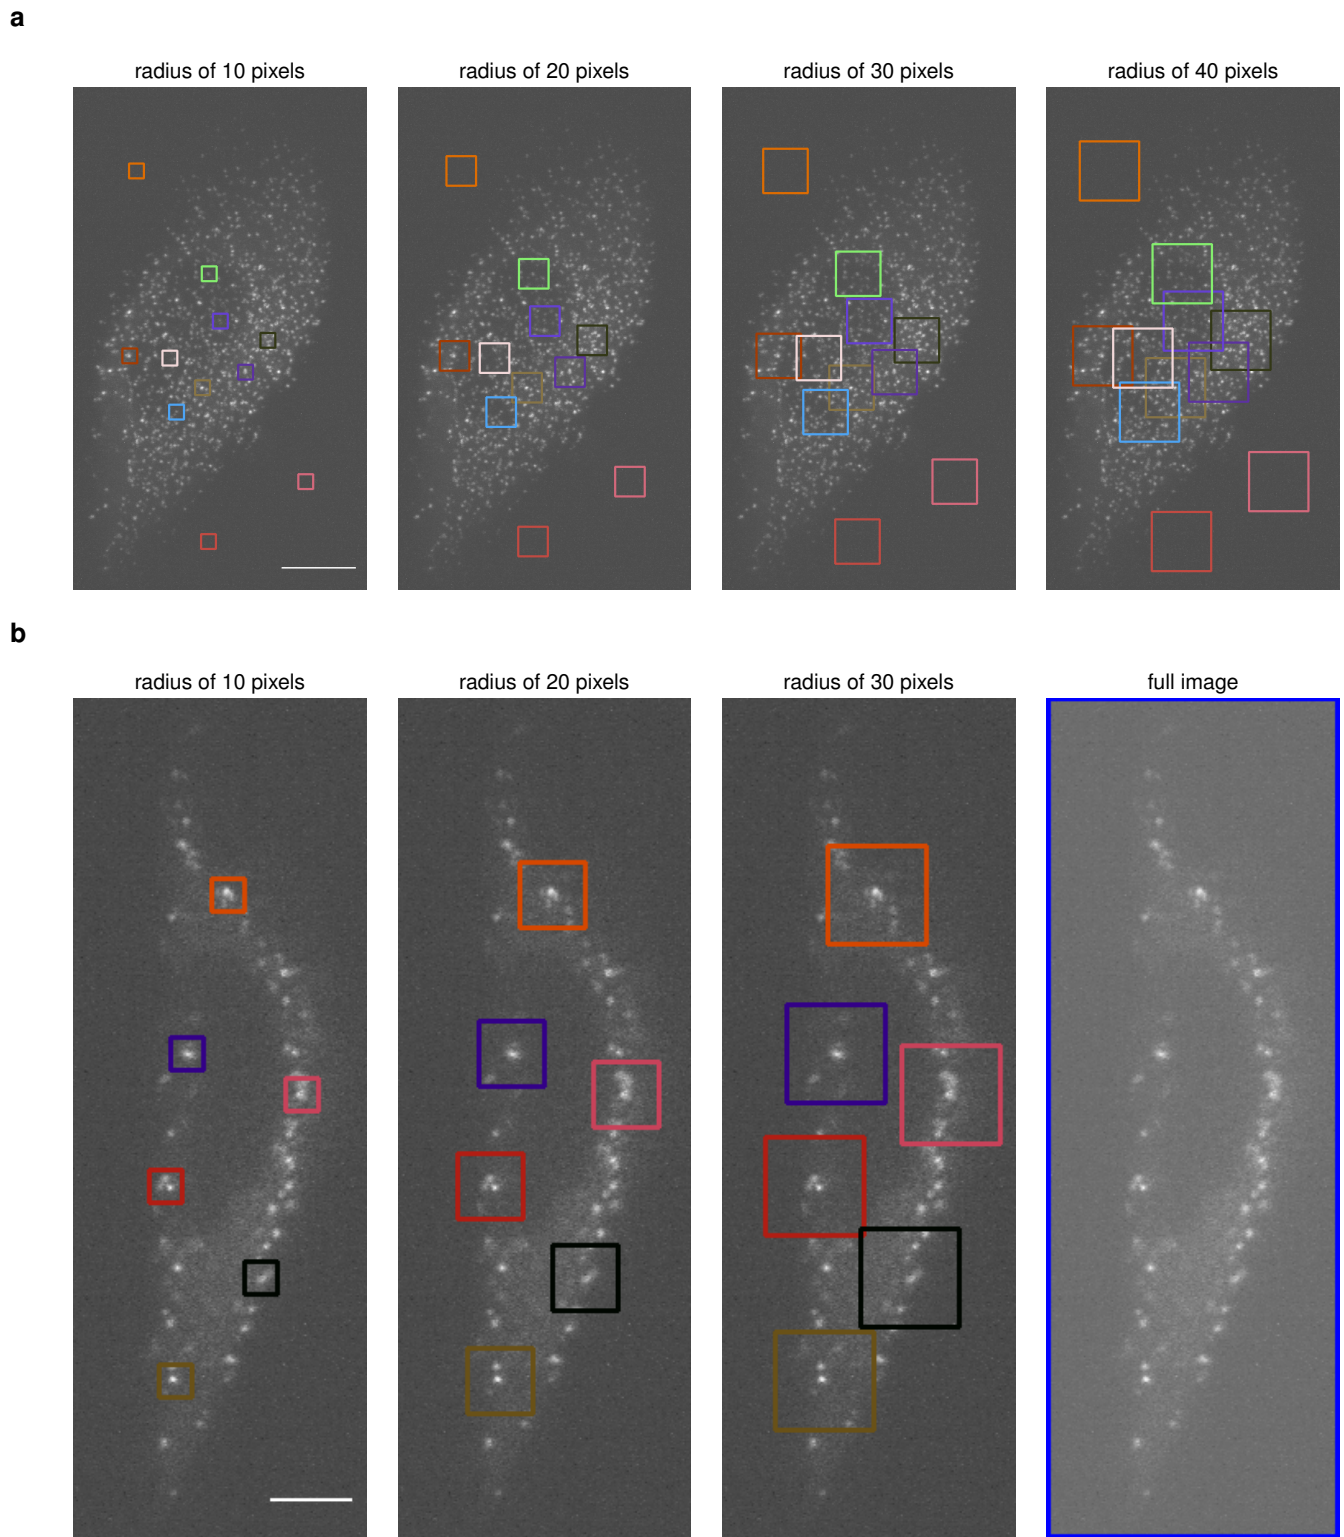 a
radius of 10 pixels
radius of 20 pixels
radius of 30 pixels
radius of 40 pixels
b
radius of 10 pixels
radius of 20 pixels
radius of 30 pixels
full image